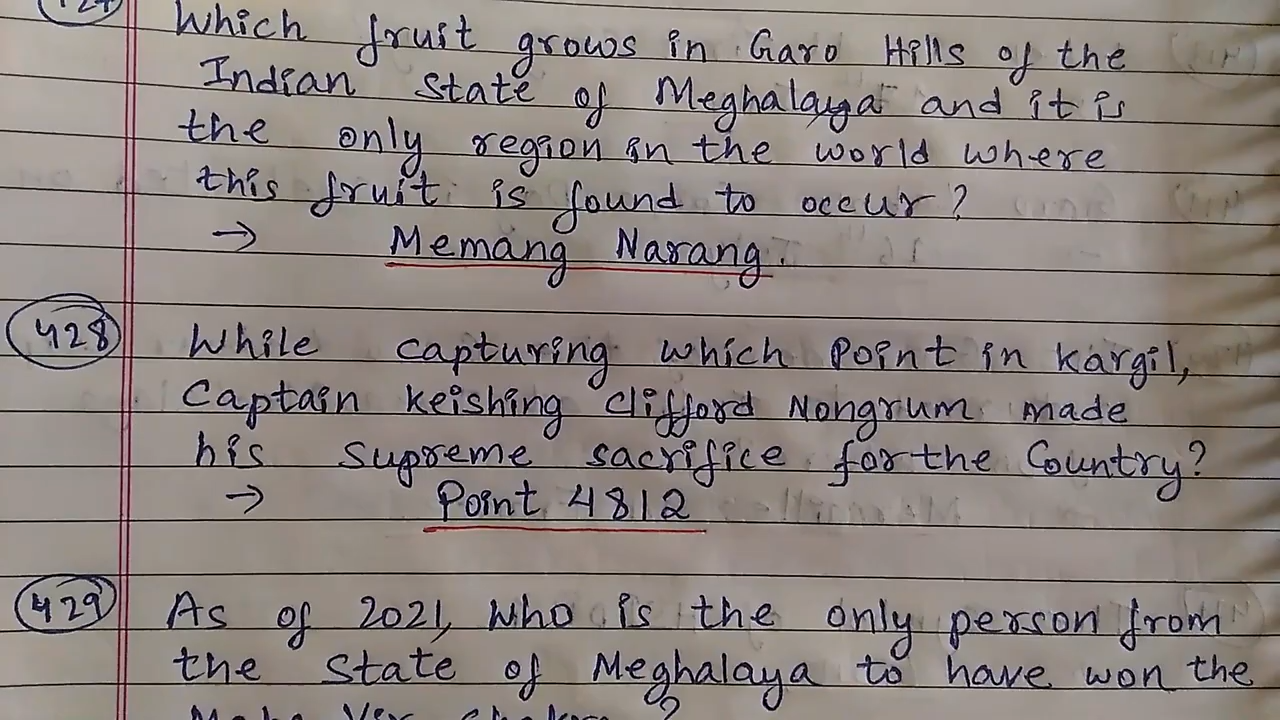 Which fruit grows in Garo Hills of the
Indian State of Meghalaya and it is
the only region in the world where
this fruit is found to occur?
→ Memang Narang.
428 While capturing which Point in Kargil,
Captain Keishing Clifford Nongrum made
his supreme sacrifice for the Country?
→ Point 4812
429 As of 2021, Who is the only person from
the State of Meghalaya to have won the